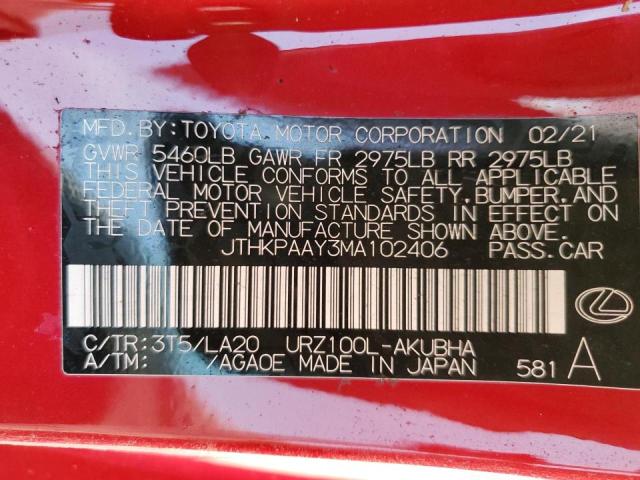 MFD.BY:TOYOTA MOTOR CORPORATION 02/21
GVWR 5460LB GAWR FR 2975LB RR 2975LB
THIS VEHICLE CONFORMS TO ALL APPLICABLE
FEDERAL MOTOR VEHICLE SAFETY,BUMPER,AND
THEFT PREVENTION STANDARDS IN EFFECT ON
THE DATE OF MANUFACTURE SHOWN ABOVE.
JTHKPAAY3MA102406 PASS.CAR
C/TR:3T5/LA20 URZ100L-AKUBHA
A/TM: /AGA0E MADE IN JAPAN 581 A